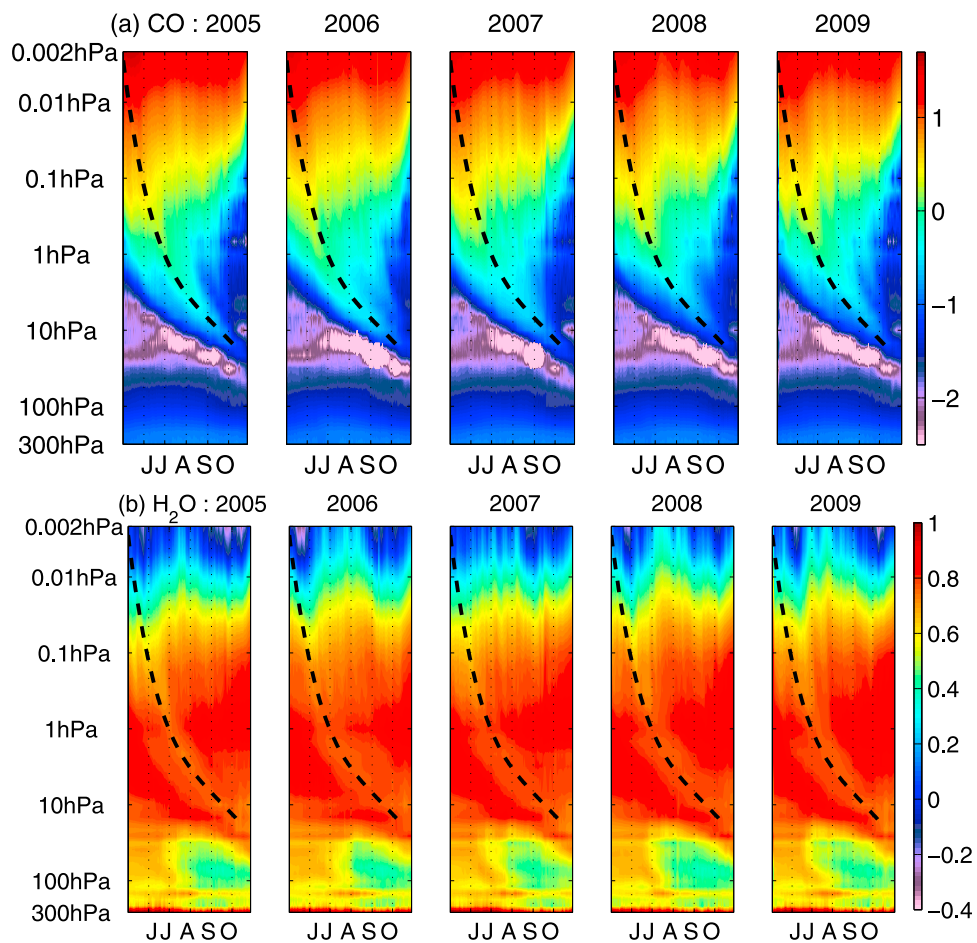 (a) CO : 2005 2006 2007 2008 2009
0.002hPa
0.01hPa
0.1hPa
1hPa
10hPa
100hPa
300hPa
1
0
−1
−2
JJ A S O JJ A S O JJ A S O JJ A S O JJ A S O
(b) H2O : 2005 2006 2007 2008 2009
0.002hPa
0.01hPa
0.1hPa
1hPa
10hPa
100hPa
300hPa
1
0.8
0.6
0.4
0.2
0
−0.2
−0.4
JJ A S O JJ A S O JJ A S O JJ A S O JJ A S O